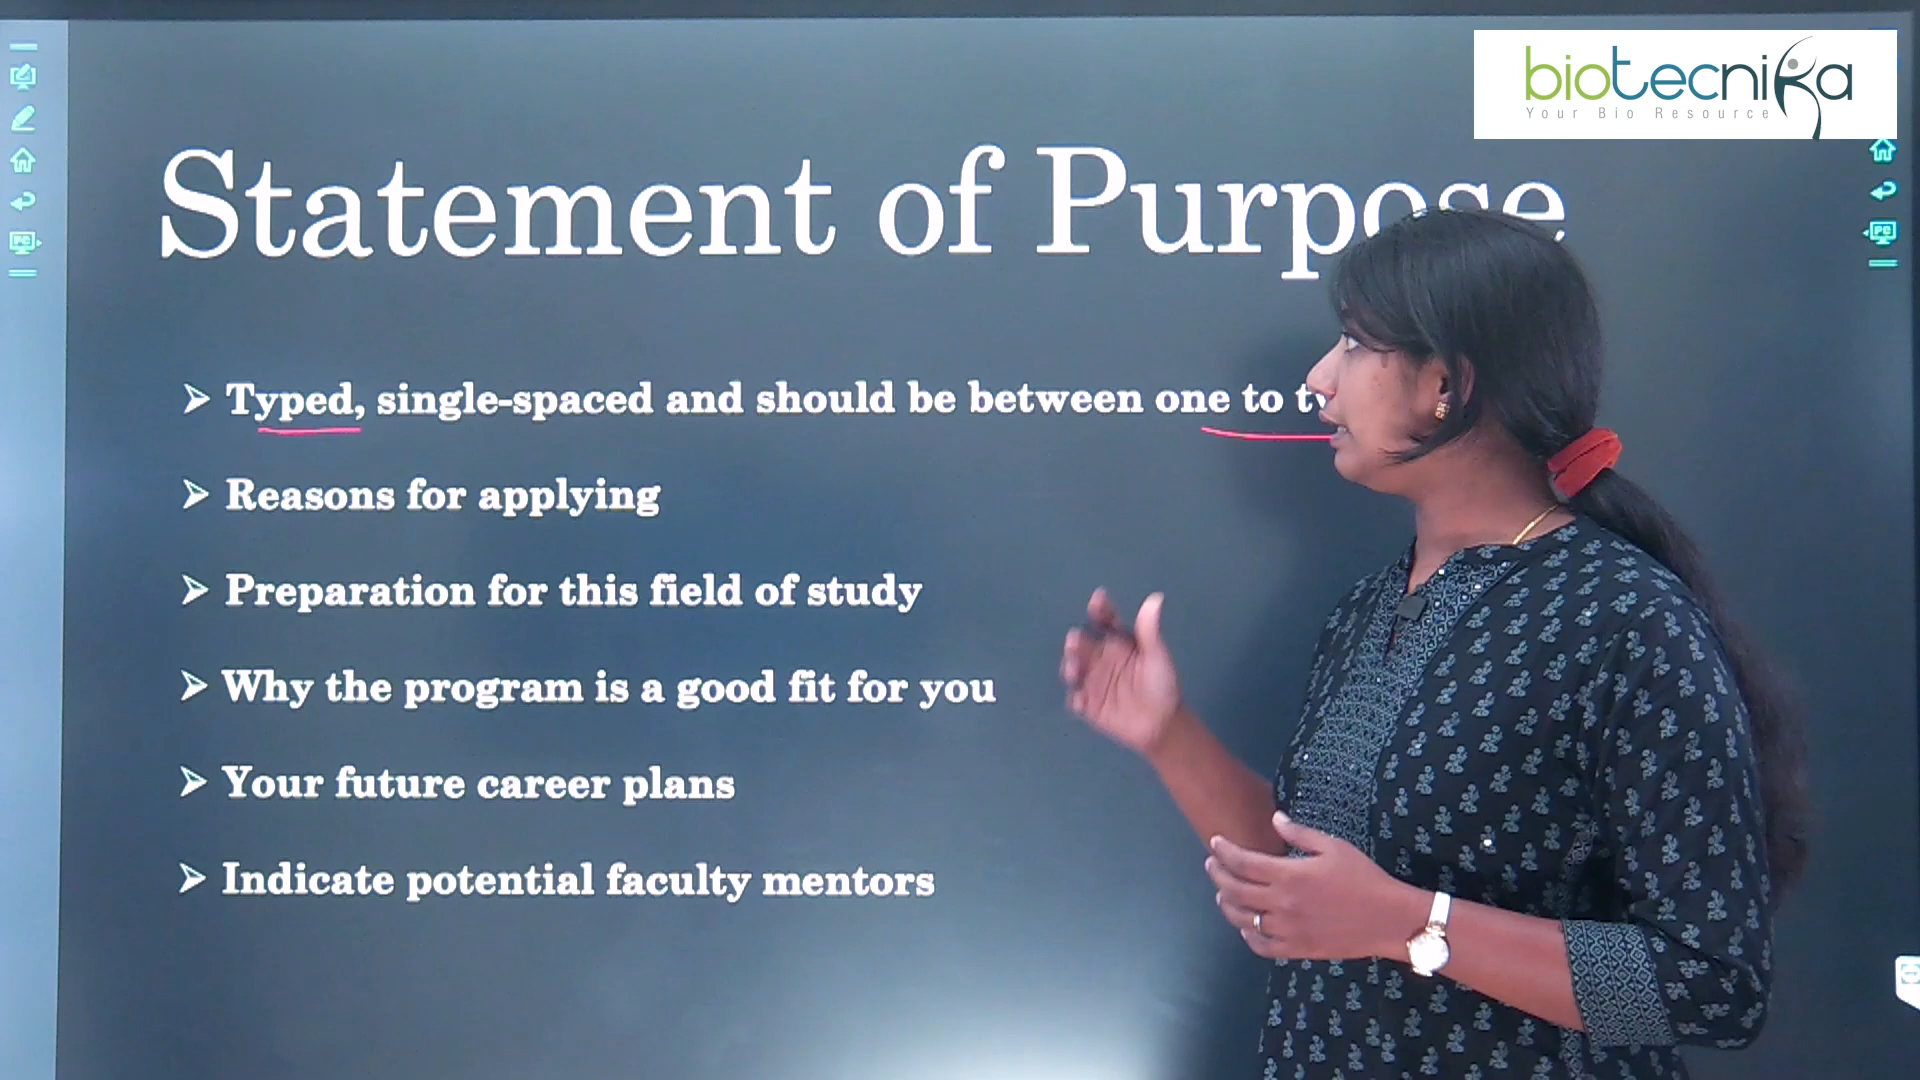 biotecnika
Your Bio Resource
Statement of Purpose
Typed, single-spaced and should be between one to
Reasons for applying
Preparation for this field of study
Why the program is a good fit for you
Your future career plans
Indicate potential faculty mentors
PC
PC